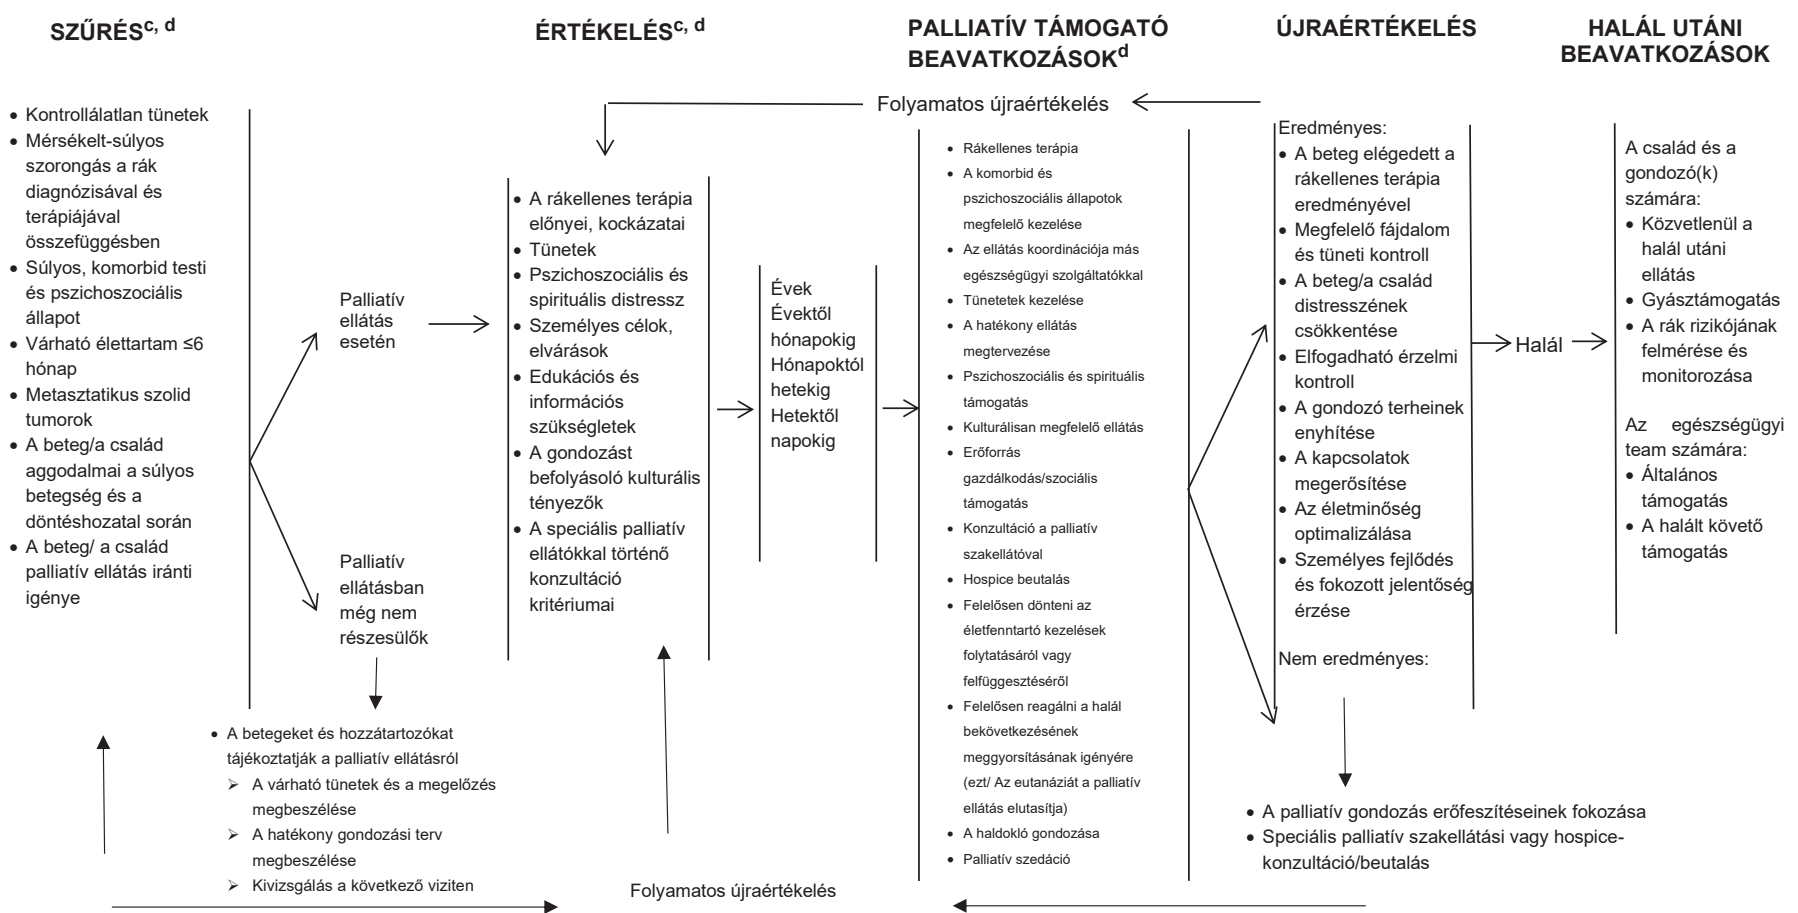 SZŰRÉSc, d
ÉRTÉKELÉSc, d
PALLIATÍV TÁMOGATÓ
BEAVATKOZÁSOKd
ÚJRAÉRTÉKELÉS
HALÁL UTÁNI
BEAVATKOZÁSOK
• Kontrollálatlan tünetek
• Mérsékelt-súlyos
szorongás a rák
diagnózisával és
terápiájával
összefüggésben
• Súlyos, komorbid testi
és pszichoszociális
állapot
• Várható élettartam ≤6
hónap
• Metasztatikus szolid
tumorok
• A beteg/a család
aggodalmai a súlyos
betegség és a
döntéshozatal során
• A beteg/ a család
palliatív ellátás iránti
igénye
Palliatív
ellátás
esetén
Palliatív
ellátásban
még nem
részesülők
• A betegeket és hozzátartozókat
tájékoztatják a palliatív ellátásról
➢ A várható tünetek és a megelőzés
megbeszélése
➢ A hatékony gondozási terv
megbeszélése
➢ Kivizsgálás a következő viziten
Folyamatos újraértékelés
• A rákellenes terápia
előnyei, kockázatai
• Tünetek
• Pszichoszociális és
spirituális distressz
• Személyes célok,
elvárások
• Edukációs és
információs
szükségletek
• A gondozást
befolyásoló kulturális
tényezők
• A speciális palliatív
ellátókkal történő
konzultáció
kritériumai
Évek
Évektől
hónapokig
Hónapoktól
hetekig
Hetektől
napokig
• Rákellenes terápia
• A komorbid és
pszichoszociális állapotok
megfelelő kezelése
• Az ellátás koordinációja más
egészségügyi szolgáltatókkal
• Tünetetek kezelése
• A hatékony ellátás
megtervezése
• Pszichoszociális és spirituális
támogatás
• Kulturálisan megfelelő ellátás
• Erőforrás
gazdálkodás/szociális
támogatás
• Konzultáció a palliatív
szakellátóval
• Hospice beutalás
• Felelősen dönteni az
életfenntartó kezelések
folytatásáról vagy
felfüggesztéséről
• Felelősen reagálni a halál
bekövetkezésének
meggyorsításának igényére
(ezt/ Az eutanáziát a palliatív
ellátás elutasítja)
• A haldokló gondozása
• Palliatív szedáció
Eredményes:
• A beteg elégedett a
rákellenes terápia
eredményével
• Megfelelő fájdalom
és tüneti kontroll
• A beteg/a család
distresszének
csökkentése
• Elfogadható érzelmi
kontroll
• A gondozó terheinek
enyhítése
• A kapcsolatok
megerősítése
• Az életminőség
optimalizálása
• Személyes fejlődés
és fokozott jelentőség
érzése
Nem eredményes:
• A palliatív gondozás erőfeszítéseinek fokozása
• Speciális palliatív szakellátási vagy hospice-
konzultáció/beutalás
Halál
A család és a
gondozó(k)
számára:
• Közvetlenül a
halál utáni
ellátás
• Gyásztámogatás
• A rák rizikójának
felmérése és
monitorozása
Az egészségügyi
team számára:
• Általános
támogatás
• A halált követő
támogatás
Folyamatos újraértékelés